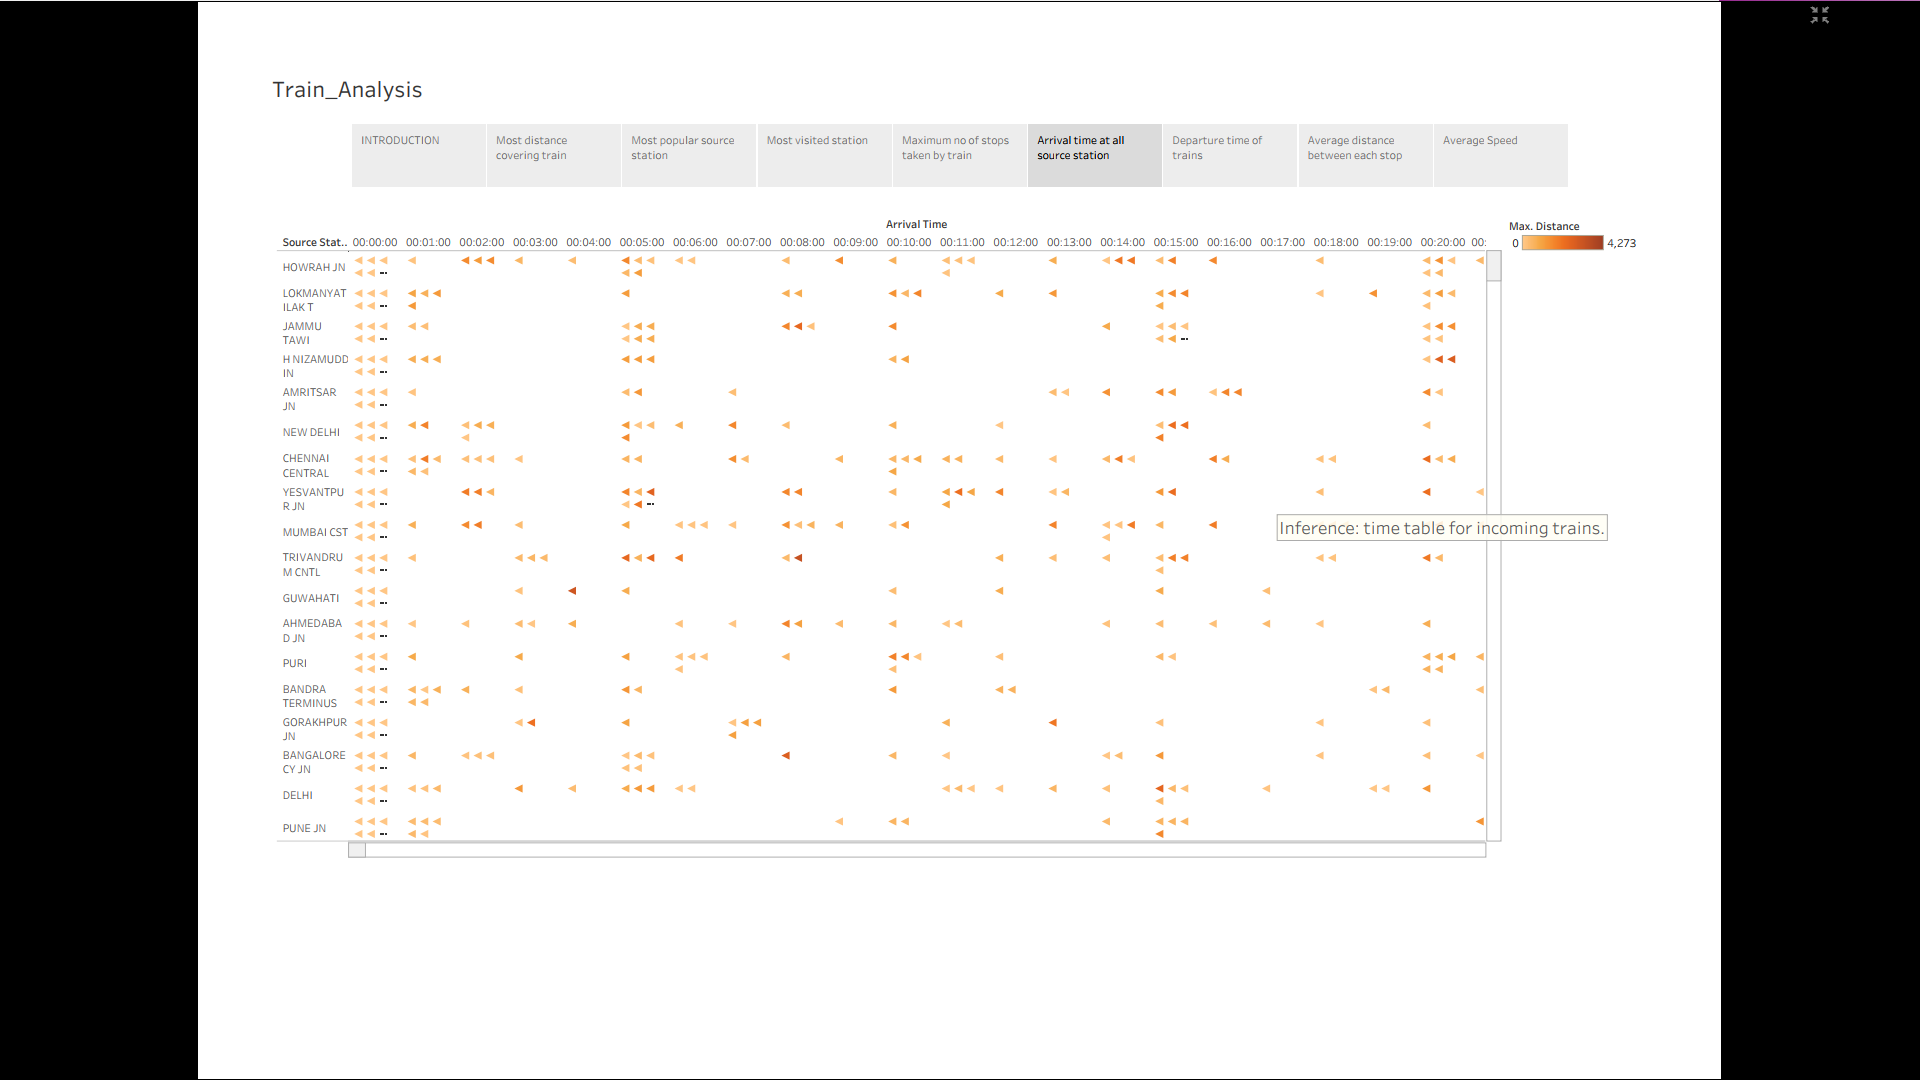 Train_Analysis
INTRODUCTION
Most distance
covering train
Most popular source
station
Most visited station
Maximum no of stops
taken by train
Arrival time at all
source station
Departure time of
trains
Average distance
between each stop
Average Speed
Arrival Time
Source Stat.. 00:00:00 00:01:00 00:02:00 00:03:00 00:04:00 00:05:00 00:06:00 00:07:00 00:08:00 00:09:00 00:10:00 00:11:00 00:12:00 00:13:00 00:14:00 00:15:00 00:16:00 00:17:00 00:18:00 00:19:00 00:20:00 00:
Max. Distance
0 4,273
HOWRAH JN
LOKMANYAT
ILAK T
JAMMU
TAWI
H NIZAMUDD
IN
AMRITSAR
JN
NEW DELHI
CHENNAI
CENTRAL
YESVANTPU
R JN
MUMBAI CST
Inference: time table for incoming trains.
TRIVANDRU
M CNTL
GUWAHATI
AHMEDABA
D JN
PURI
BANDRA
TERMINUS
GORAKHPUR
JN
BANGALORE
CY JN
DELHI
PUNE JN